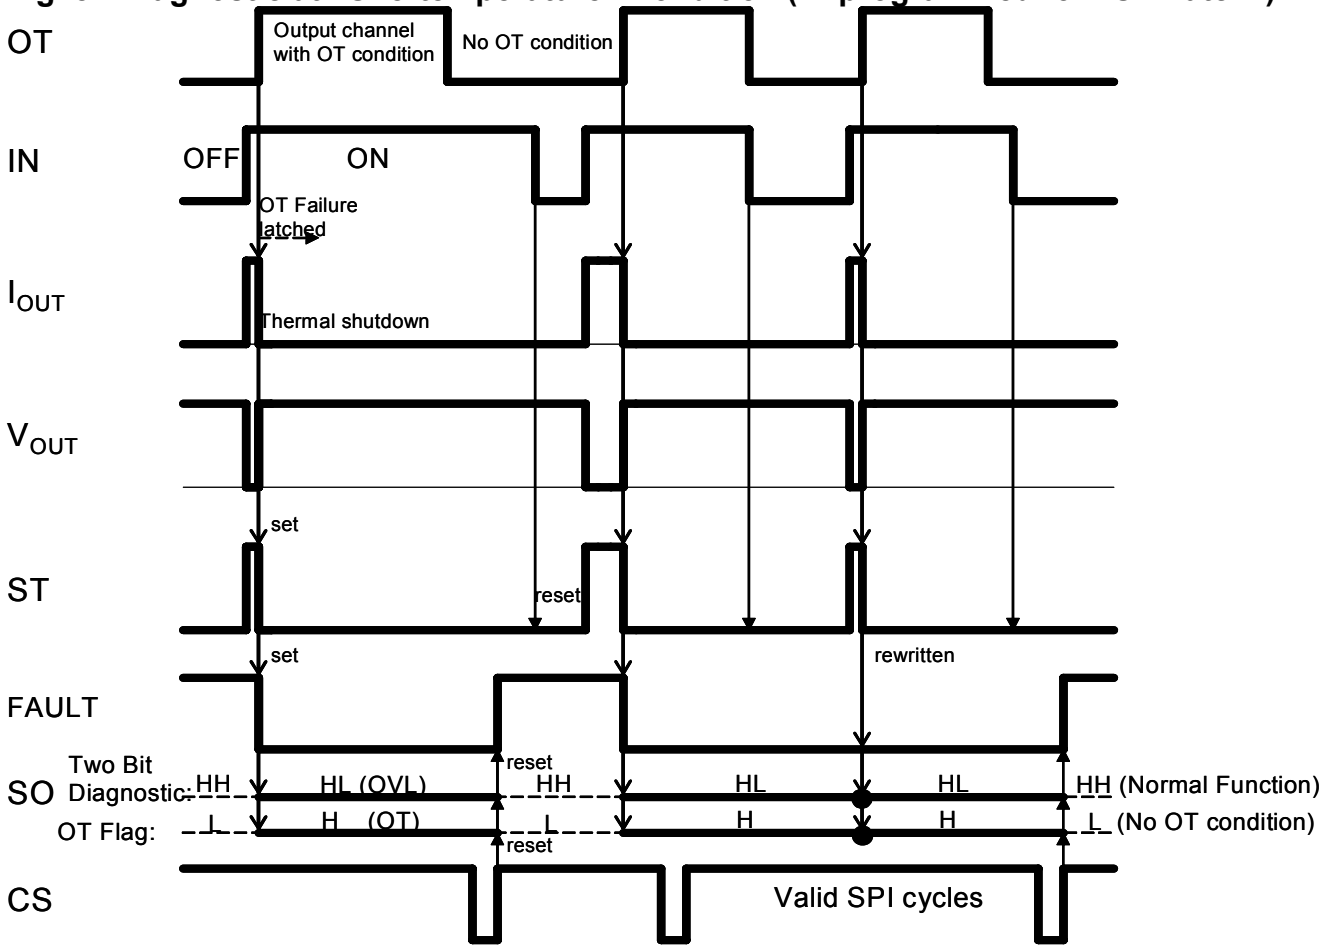 OT
Output channel
with OT condition
No OT condition
IN
OFF
ON
OT Failure
latched
IOUT
Thermal shutdown
VOUT
set
ST
reset
set
rewritten
FAULT
Two Bit
Diagnostic:
reset
SO
HH
HL (OVL)
HH
HL
HL
HH (Normal Function)
OT Flag:
L
H (OT)
L
H
H
L (No OT condition)
reset
CS
Valid SPI cycles